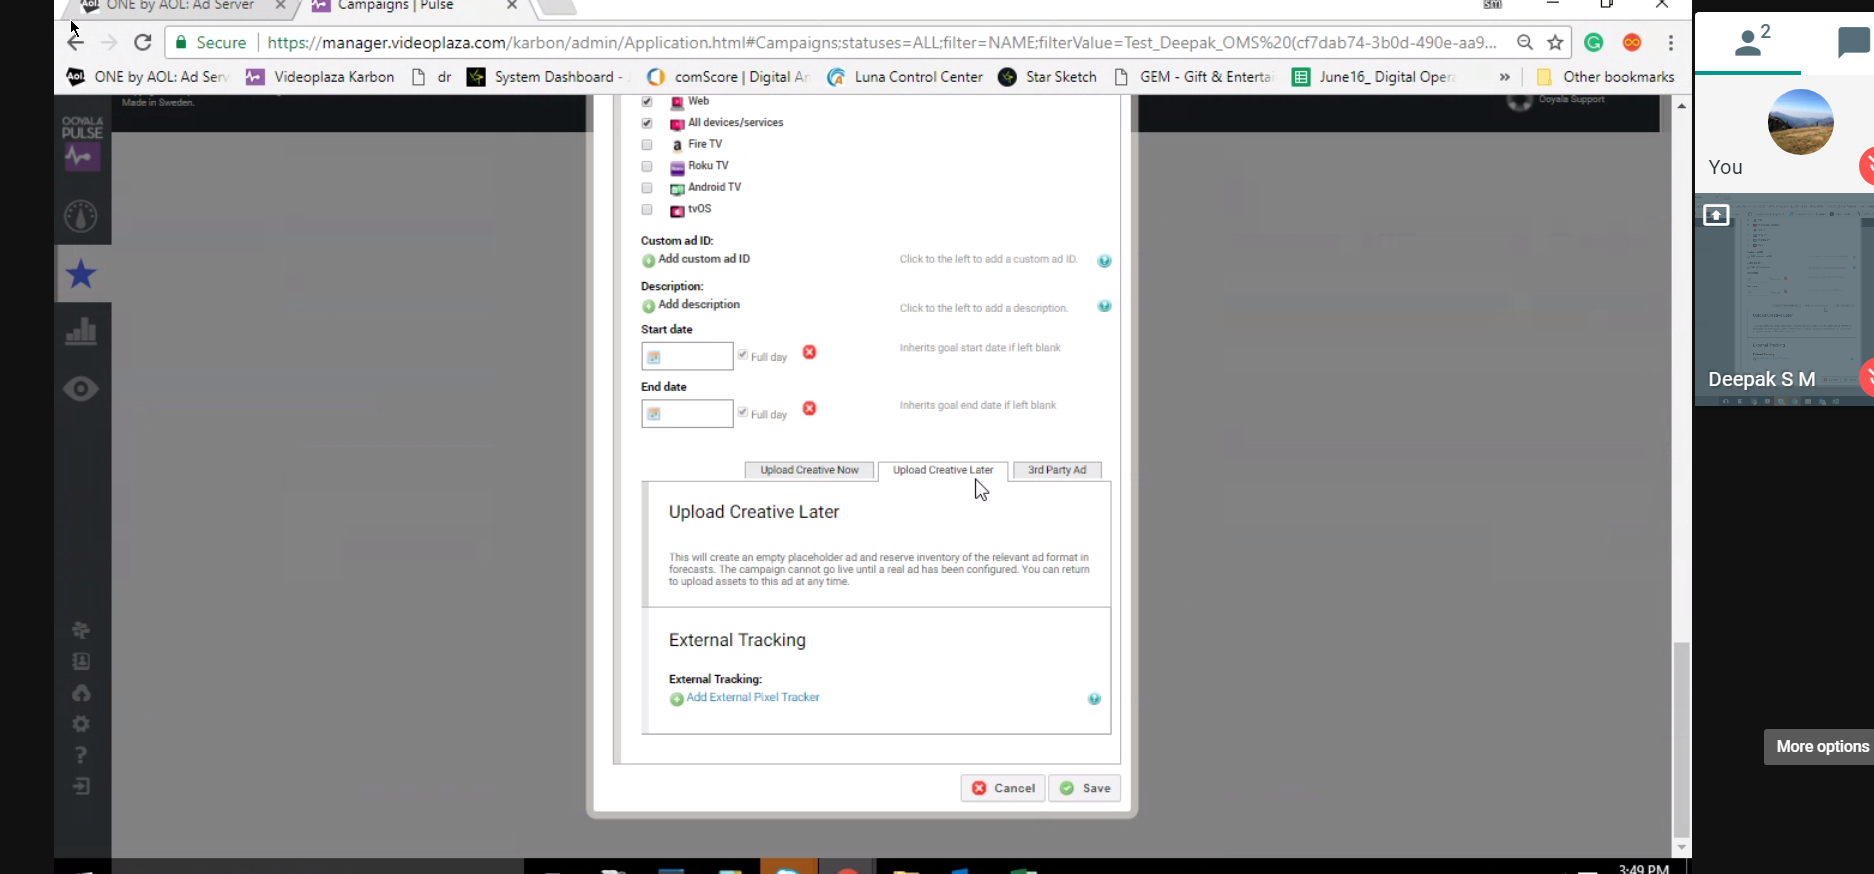 ONE by AOL: Ad Server
Campaigns | Pulse
sm
Secure
https://manager.videoplaza.com/karbon/admin/Application.html#Campaigns;statuses=ALL;filter=NAME;filterValue=Test_Deepak_OMS%20(cf7dab74-3b0d-490e-aa9...
Aol. ONE by AOL: Ad Serv
Videoplaza Karbon
dr
System Dashboard -
comScore | Digital An
Luna Control Center
Star Sketch
GEM - Gift & Enterta
June16_ Digital Oper
»
Other bookmarks
2
Made in Sweden.
Ooyala Support
OOYALA
PULSE
Web
All devices/services
Fire TV
Roku TV
Android TV
tvOS
Custom ad ID:
Add custom ad ID
Click to the left to add a custom ad ID.
Description:
Add description
Click to the left to add a description.
Start date
Full day
Inherits goal start date if left blank
End date
Full day
Inherits goal end date if left blank
Upload Creative Now
Upload Creative Later
3rd Party Ad
Upload Creative Later
This will create an empty placeholder ad and reserve inventory of the relevant ad format in
forecasts. The campaign cannot go live until a real ad has been configured. You can return
to upload assets to this ad at any time.
External Tracking
External Tracking:
Add External Pixel Tracker
Cancel
Save
You
Deepak S M
More options
3:49 PM